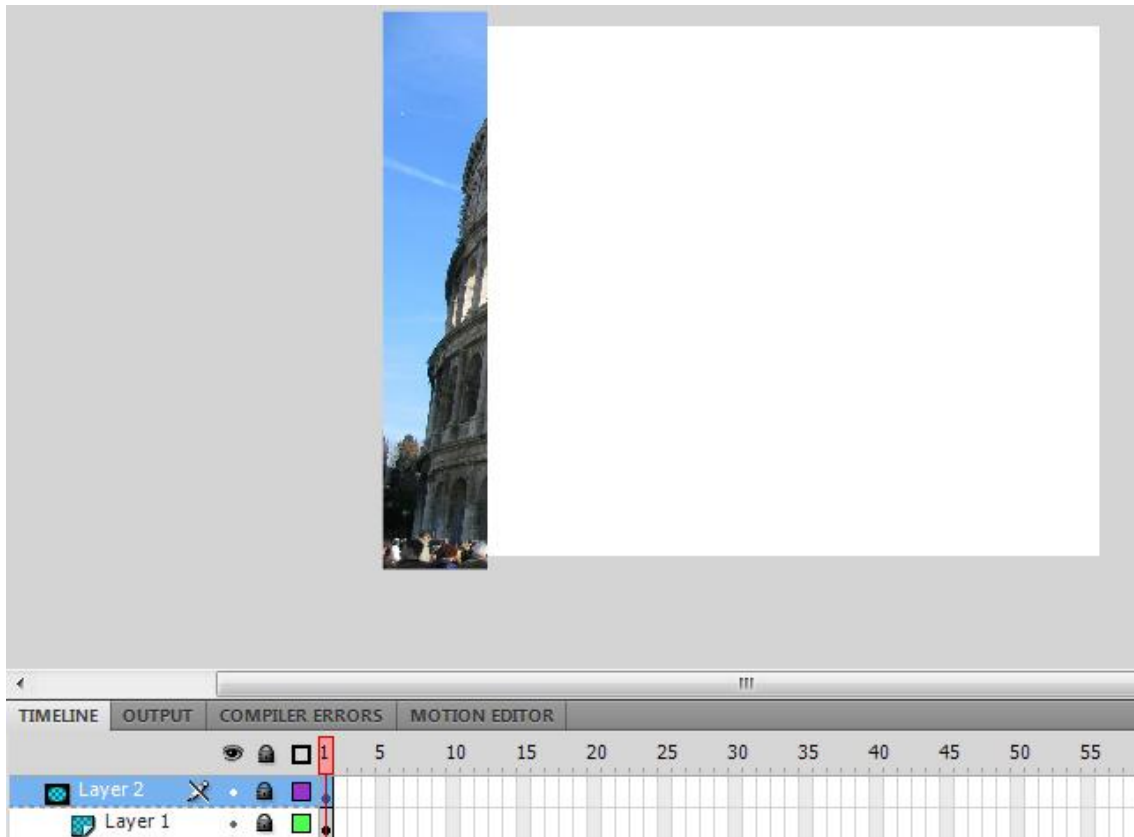 TIMELINE OUTPUT COMPILER ERRORS MOTION EDITOR
1 5 10 15 20 25 30 35 40 45 50 55
Layer 2
Layer 1